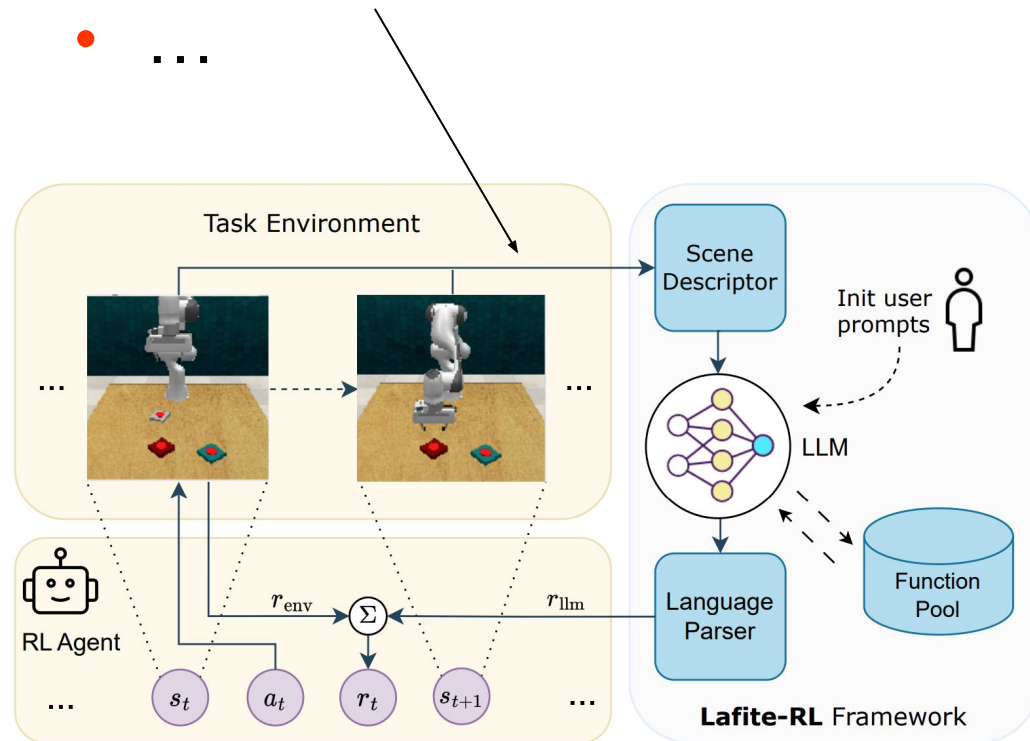 ...
Task Environment
Scene
Descriptor
Init user
prompts
...
...
LLM
Function
Pool
Language
Parser
r_env
Σ
r_llm
RL Agent
...
s_t
a_t
r_t
s_{t+1}
...
Lafite-RL Framework